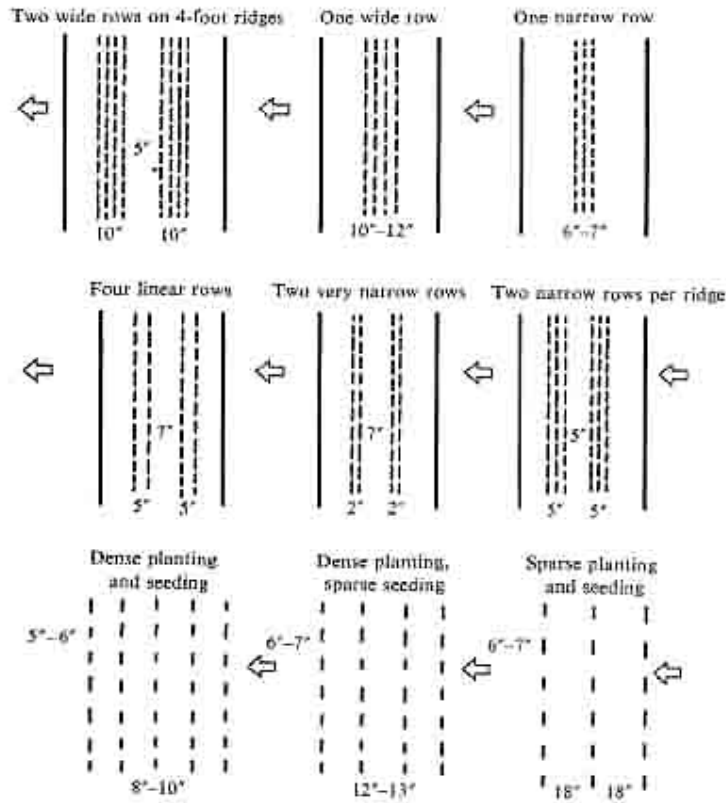 Two wide rows on 4-foot ridges
One wide row
One narrow row
5″
10″
10″
10″–12″
6″–7″
Four linear rows
Two very narrow rows
Two narrow rows per ridge
7″
7″
5″
5″
5″
2″
2″
5″
5″
Dense planting
and seeding
Dense planting,
sparse seeding
Sparse planting
and seeding
5″–6″
6″–7″
6″–7″
8″–10″
12″–13″
18″
18″